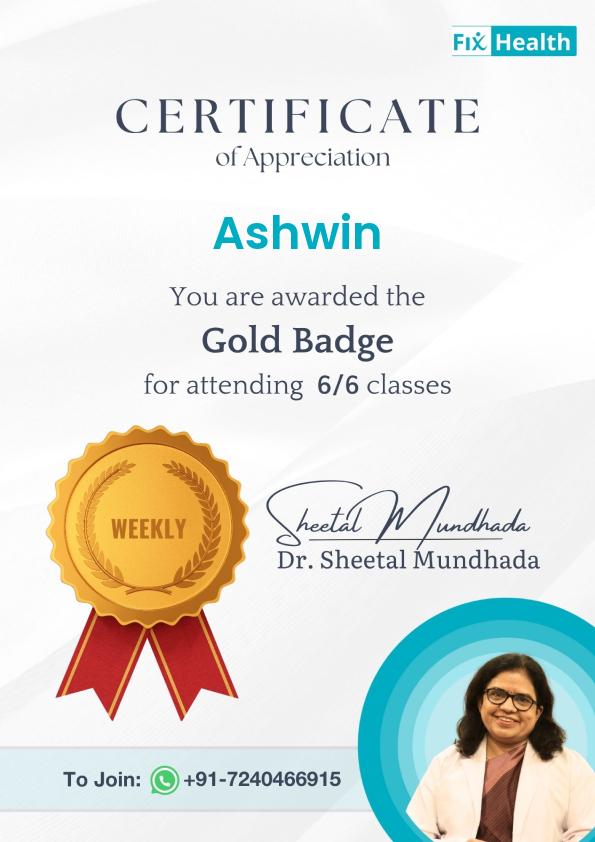 Fix Health
CERTIFICATE
of Appreciation
Ashwin
You are awarded the
Gold Badge
for attending 6/6 classes
WEEKLY
Sheetal Mundhada
Dr. Sheetal Mundhada
To Join: +91-7240466915